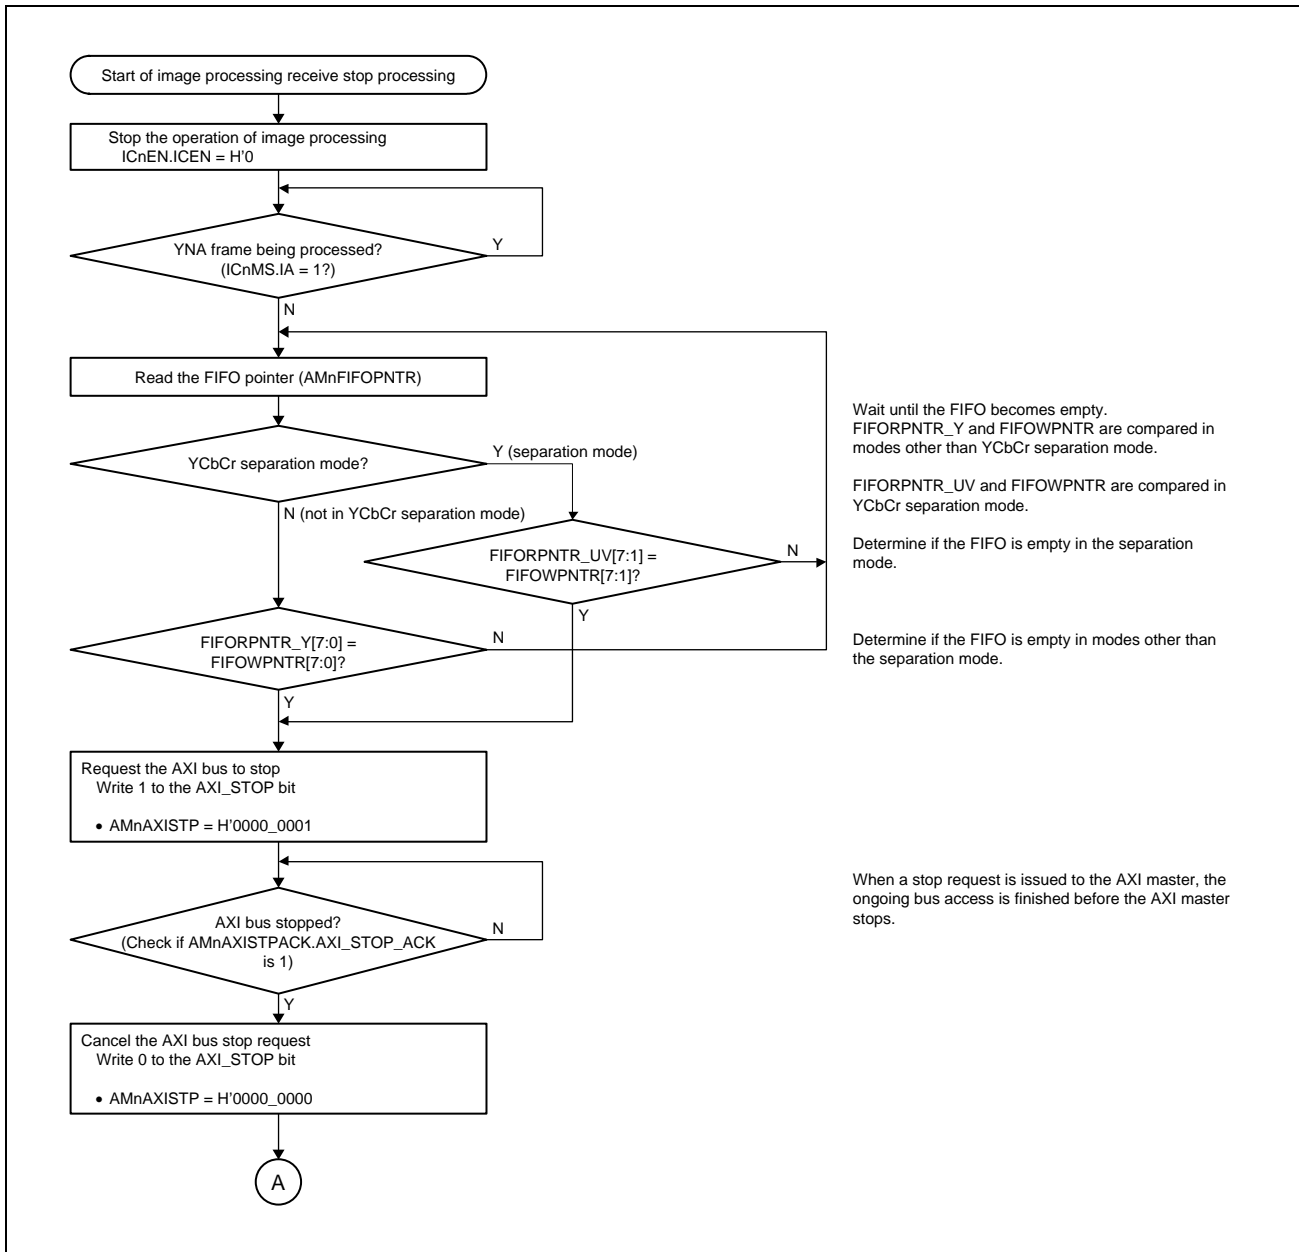 Start of image processing receive stop processing
Stop the operation of image processing
ICnEN.ICEN = H'0
YNA frame being processed?
(ICnMS.IA = 1?)
Y
N
Read the FIFO pointer (AMnFIFOPNTR)
Wait until the FIFO becomes empty.
FIFORPNTR_Y and FIFOWPNTR are compared in
modes other than YCbCr separation mode.
YCbCr separation mode?
Y (separation mode)
FIFORPNTR_UV and FIFOWPNTR are compared in
YCbCr separation mode.
N (not in YCbCr separation mode)
FIFORPNTR_UV[7:1] =
FIFOWPNTR[7:1]?
N
Y
Determine if the FIFO is empty in the separation
mode.
FIFORPNTR_Y[7:0] =
FIFOWPNTR[7:0]?
N
Y
Determine if the FIFO is empty in modes other than
the separation mode.
Request the AXI bus to stop
Write 1 to the AXI_STOP bit
• AMnAXISTP = H'0000_0001
AXI bus stopped?
(Check if AMnAXISTPACK.AXI_STOP_ACK
is 1)
N
Y
When a stop request is issued to the AXI master, the
ongoing bus access is finished before the AXI master
stops.
Cancel the AXI bus stop request
Write 0 to the AXI_STOP bit
• AMnAXISTP = H'0000_0000
A